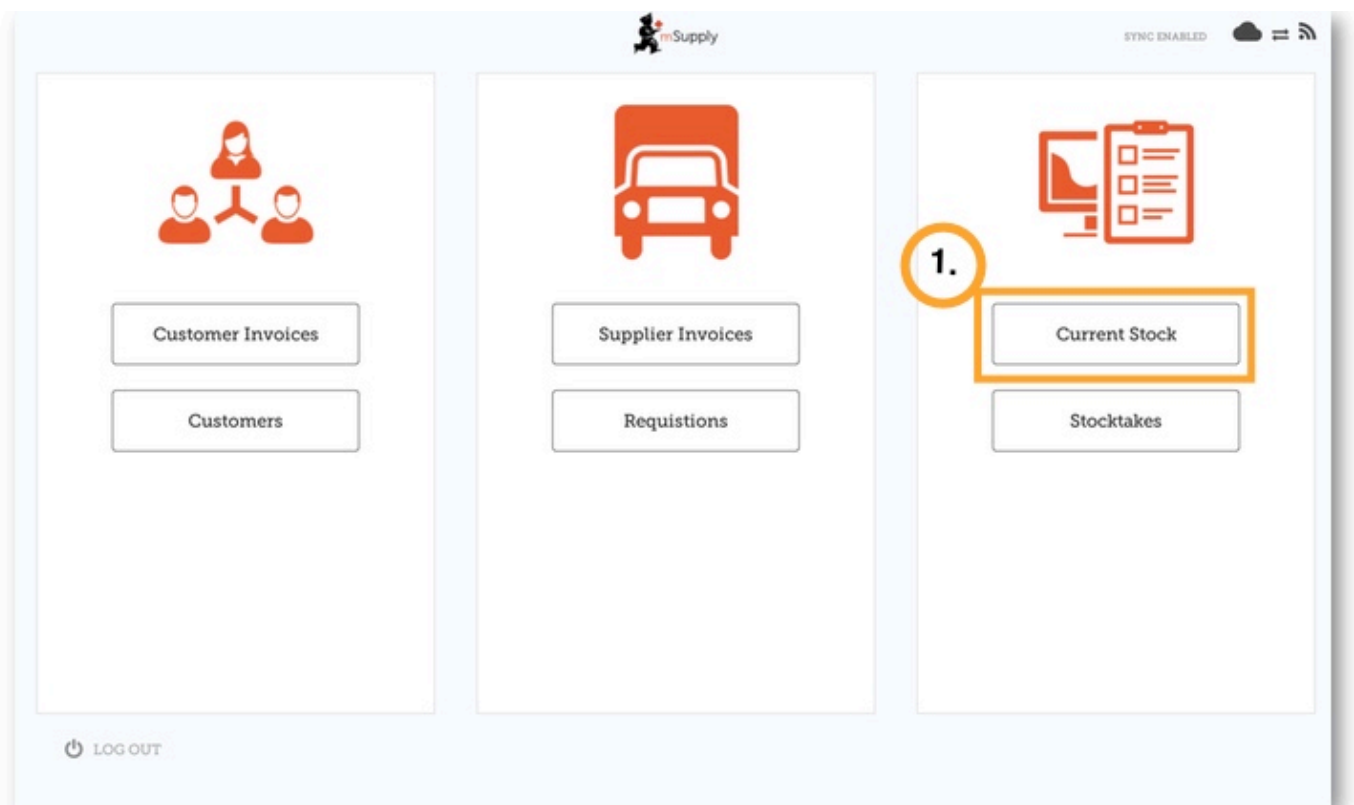 mSupply
SYNC ENABLED
1.
Customer Invoices
Supplier Invoices
Current Stock
Customers
Requistions
Stocktakes
LOG OUT